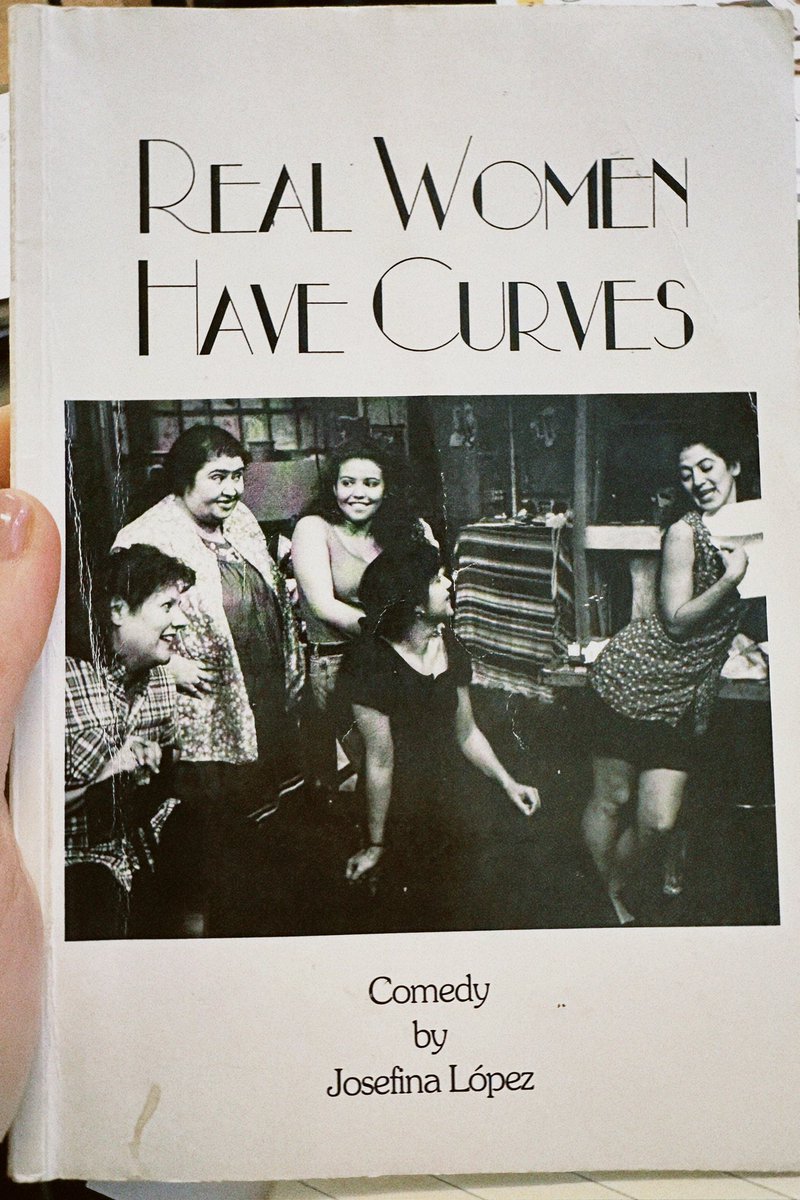 REAL WOMEN
HAVE CURVES
Comedy
by
Josefina López